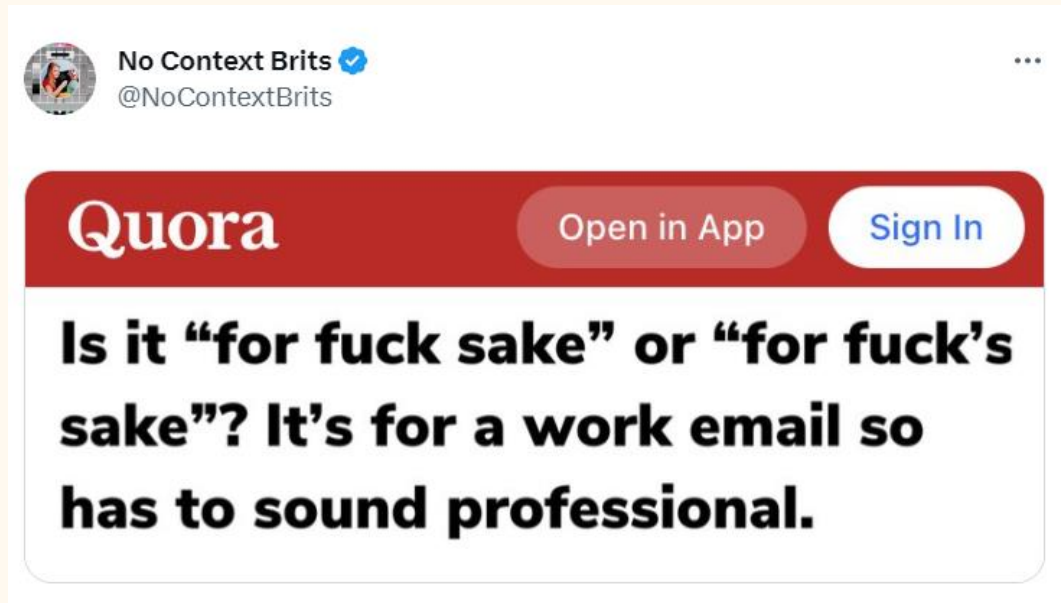 No Context Brits
@NoContextBrits
Quora
Open in App
Sign In
Is it “for fuck sake” or “for fuck’s
sake”? It’s for a work email so
has to sound professional.